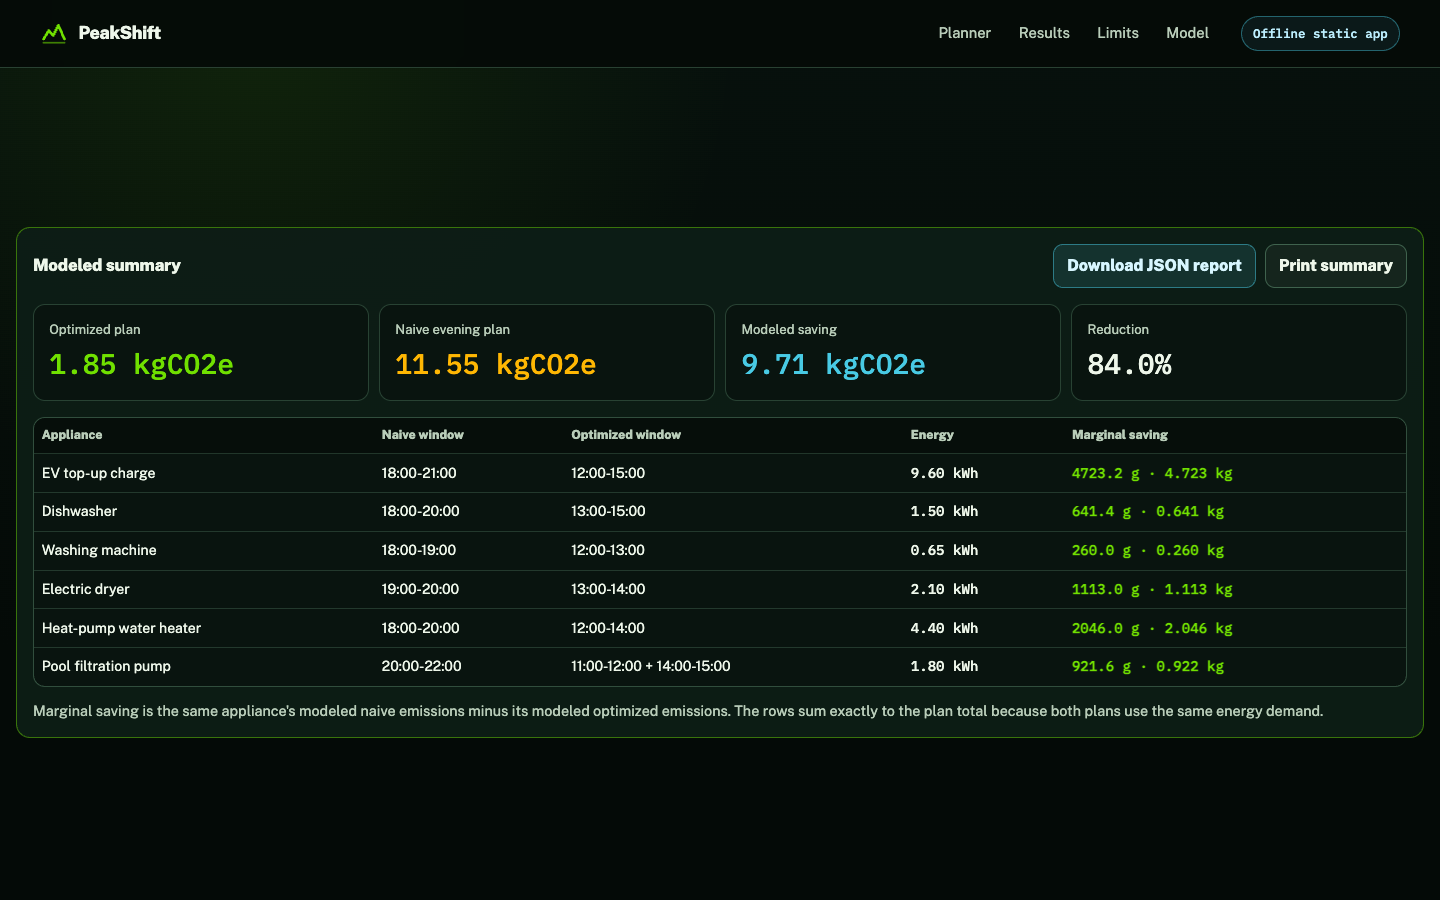 PeakShift
Planner Results Limits Model Offline static app
Modeled summary
Download JSON report Print summary
Optimized plan Naive evening plan Modeled saving Reduction
1.85 kgCO2e 11.55 kgCO2e 9.71 kgCO2e 84.0%
Appliance Naive window Optimized window Energy Marginal saving
EV top-up charge 18:00-21:00 12:00-15:00 9.60 kWh 4723.2 g · 4.723 kg
Dishwasher 18:00-20:00 13:00-15:00 1.50 kWh 641.4 g · 0.641 kg
Washing machine 18:00-19:00 12:00-13:00 0.65 kWh 260.0 g · 0.260 kg
Electric dryer 19:00-20:00 13:00-14:00 2.10 kWh 1113.0 g · 1.113 kg
Heat-pump water heater 18:00-20:00 12:00-14:00 4.40 kWh 2046.0 g · 2.046 kg
Pool filtration pump 20:00-22:00 11:00-12:00 + 14:00-15:00 1.80 kWh 921.6 g · 0.922 kg
Marginal saving is the same appliance's modeled naive emissions minus its modeled optimized emissions. The rows sum exactly to the plan total because both plans use the same energy demand.